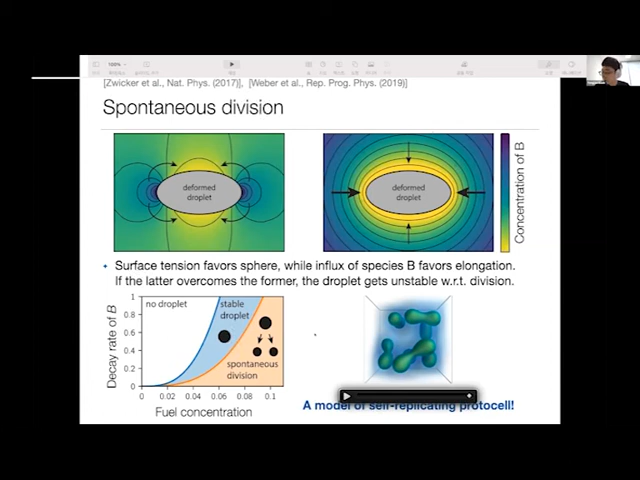 100%
[Zwicker et al., Nat. Phys. (2017)], [Weber et al., Rep. Prog. Phys. (2019)]
Spontaneous division
deformed
droplet
deformed
droplet
Concentration of B
Surface tension favors sphere, while influx of species B favors elongation.
If the latter overcomes the former, the droplet gets unstable w.r.t. division.
Decay rate of B
1
0.8
0.6
0.4
0.2
0
no droplet
stable
droplet
spontaneous
division
0 0.02 0.04 0.06 0.08 0.1
Fuel concentration
A model of self-replicating protocell!